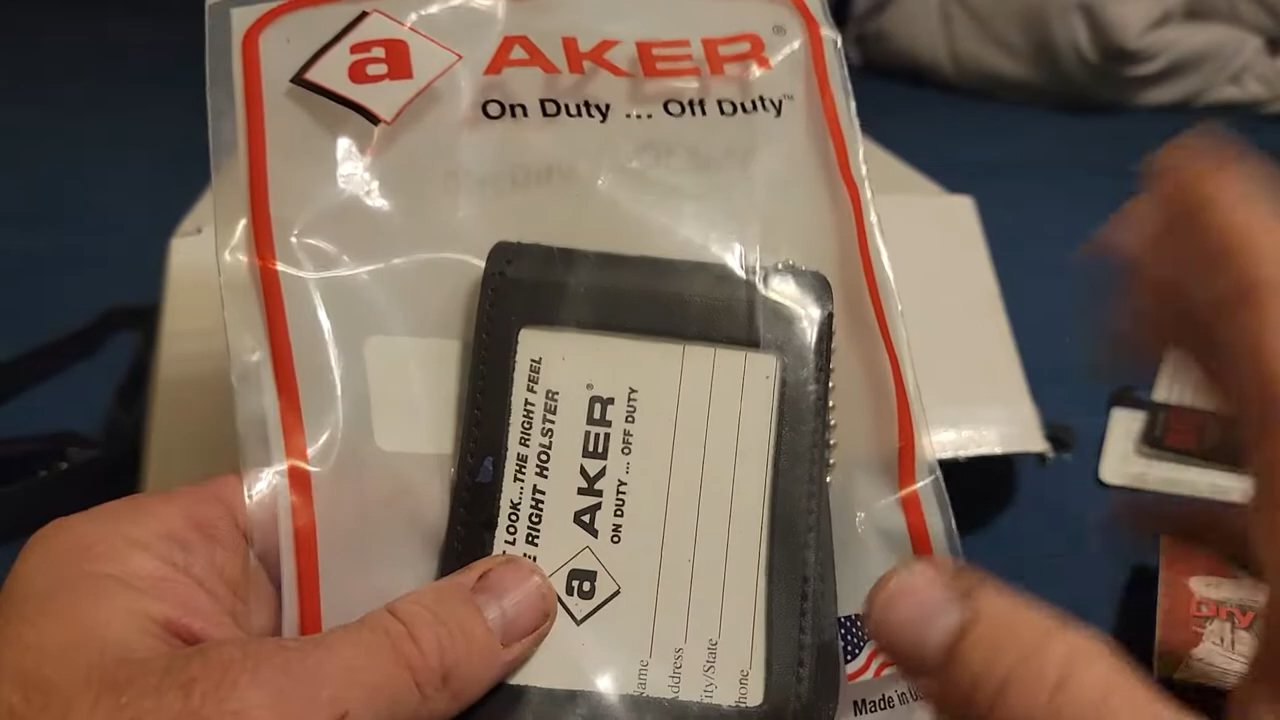 a AKER®
On Duty ... Off Duty™
LOOK...THE RIGHT FEEL
RIGHT HOLSTER
a AKER®
ON DUTY ... OFF DUTY
Name
Address
City/State
Phone
Made in
Dry